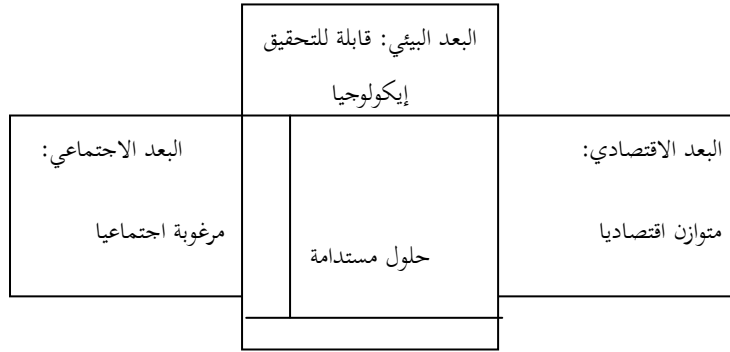 البعد البيئي: قابلة للتحقيق
إيكولوجيا
البعد الاقتصادي:
متوازن اقتصاديا
حلول مستدامة
البعد الاجتماعي:
مرغوبة اجتماعيا